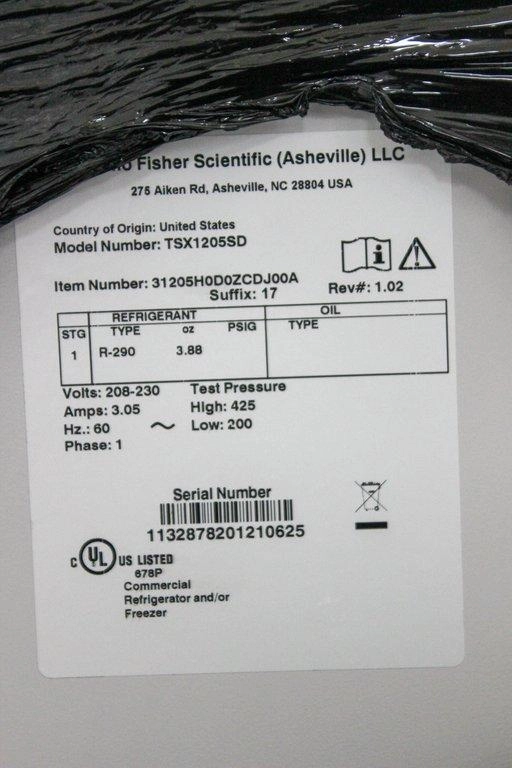 Fisher Scientific (Asheville) LLC
275 Aiken Rd, Asheville, NC 28804 USA
Country of Origin: United States
Model Number: TSX1205SD
Item Number: 31205H0D0ZCDJ00A
Suffix: 17
Rev#: 1.02
REFRIGERANT OIL
STG TYPE oz PSIG TYPE
1 R-290 3.88
Volts: 208-230 Test Pressure
Amps: 3.05 High: 425
Hz.: 60 ~ Low: 200
Phase: 1
Serial Number
1132878201210625
C UL US LISTED
678P
Commercial
Refrigerator and/or
Freezer